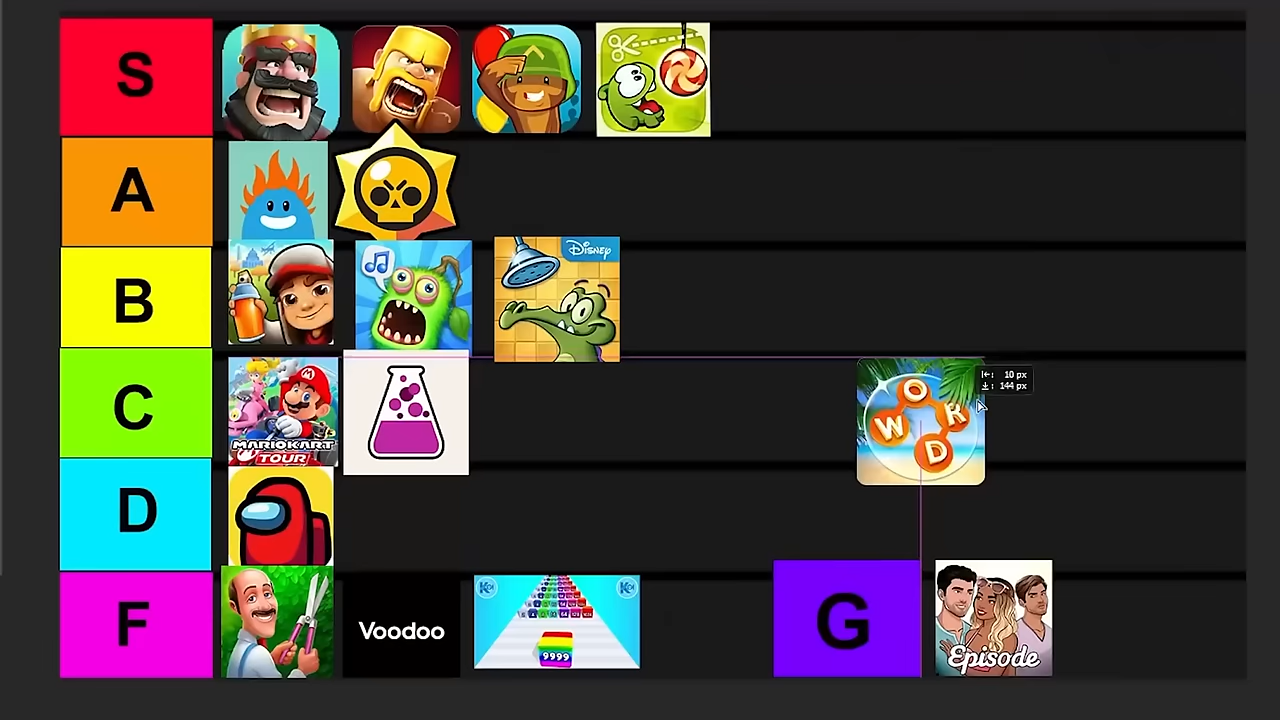 S
A
B
DISNEY
C
MARIOKART
TOUR
W O R D
10 px
144 px
D
F
Voodoo
9999
G
Episode